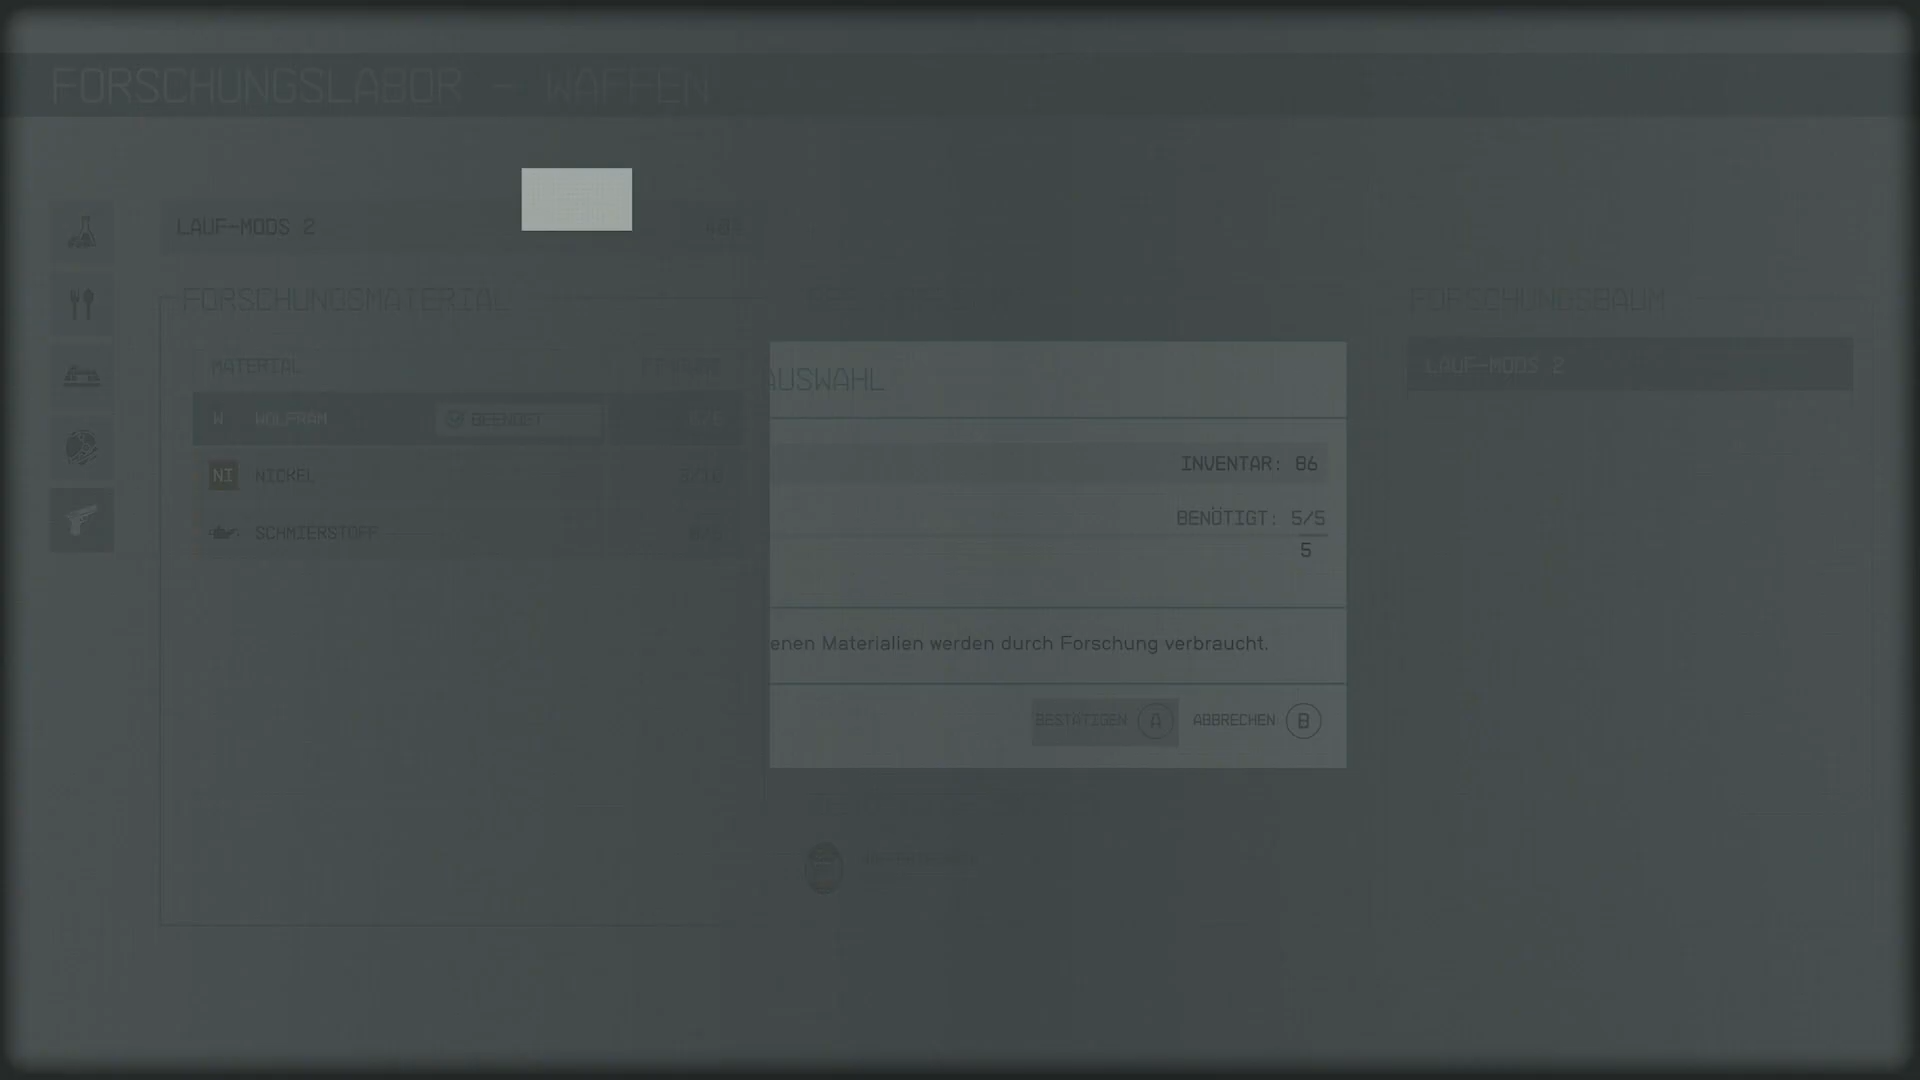 FORSCHUNGSLABOR - WAFFEN
LAUF-MODS 2
FORSCHUNGSMATERIAL
MATERIAL
W WOLFRAM BEENDET
NI NICKEL
SCHMIERSTOFF
AUSWAHL
INVENTAR: 86
BENÖTIGT: 5/5
5
enen Materialien werden durch Forschung verbraucht.
BESTÄTIGEN A ABBRECHEN B
FORSCHUNGSBAUM
LAUF-MODS 2